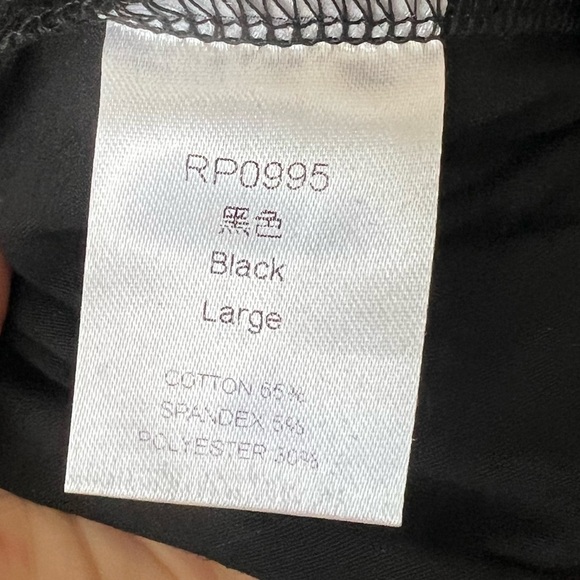 RP0995
黑色
Black
Large
COTTON 65%
SPANDEX 5%
POLYESTER 30%